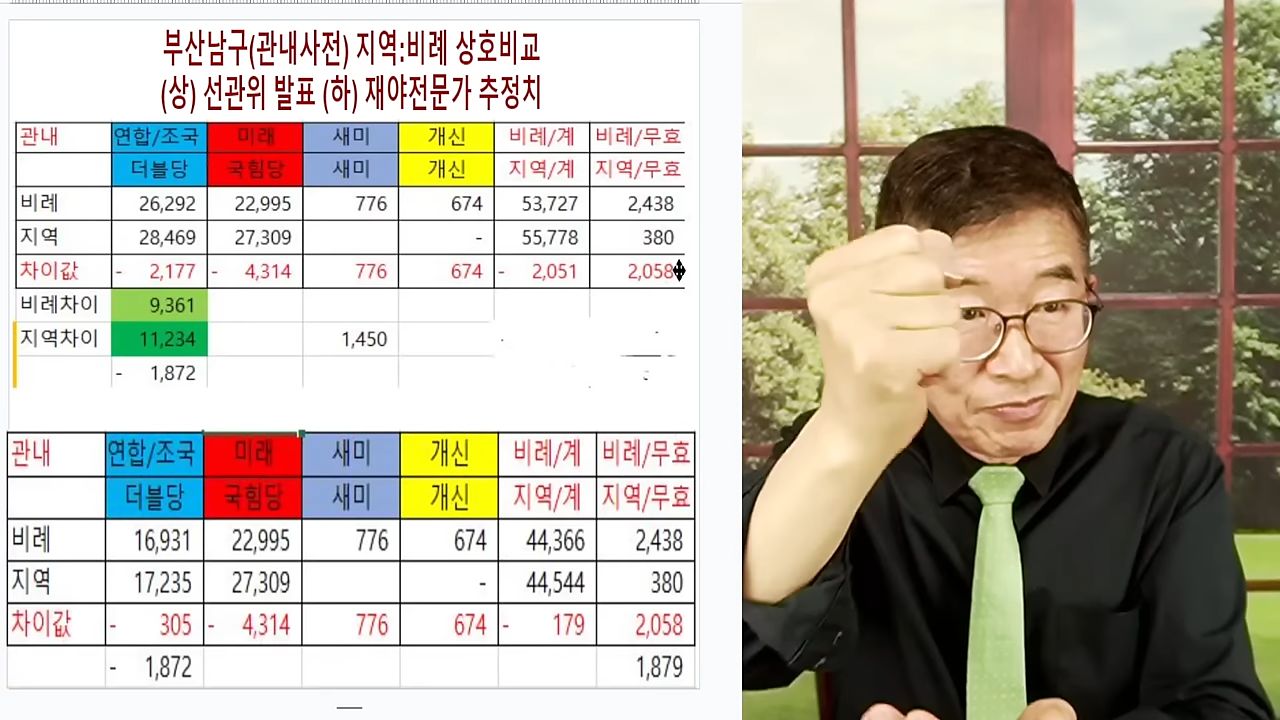 부산남구(관내사전) 지역:비례 상호비교
(상) 선관위 발표 (하) 재야전문가 추정치
관내 연합/조국 미래 새미 개신 비례/계 비례/무효
더블당 국힘당 새미 개신 지역/계 지역/무효
비례 26,292 22,995 776 674 53,727 2,438
지역 28,469 27,309 - 55,778 380
차이값 - 2,177 - 4,314 776 674 - 2,051 2,058
비례차이 9,361
지역차이 11,234 1,450
- 1,872
관내 연합/조국 미래 새미 개신 비례/계 비례/무효
더블당 국힘당 새미 개신 지역/계 지역/무효
비례 16,931 22,995 776 674 44,366 2,438
지역 17,235 27,309 - 44,544 380
차이값 - 305 - 4,314 776 674 - 179 2,058
- 1,872 1,879